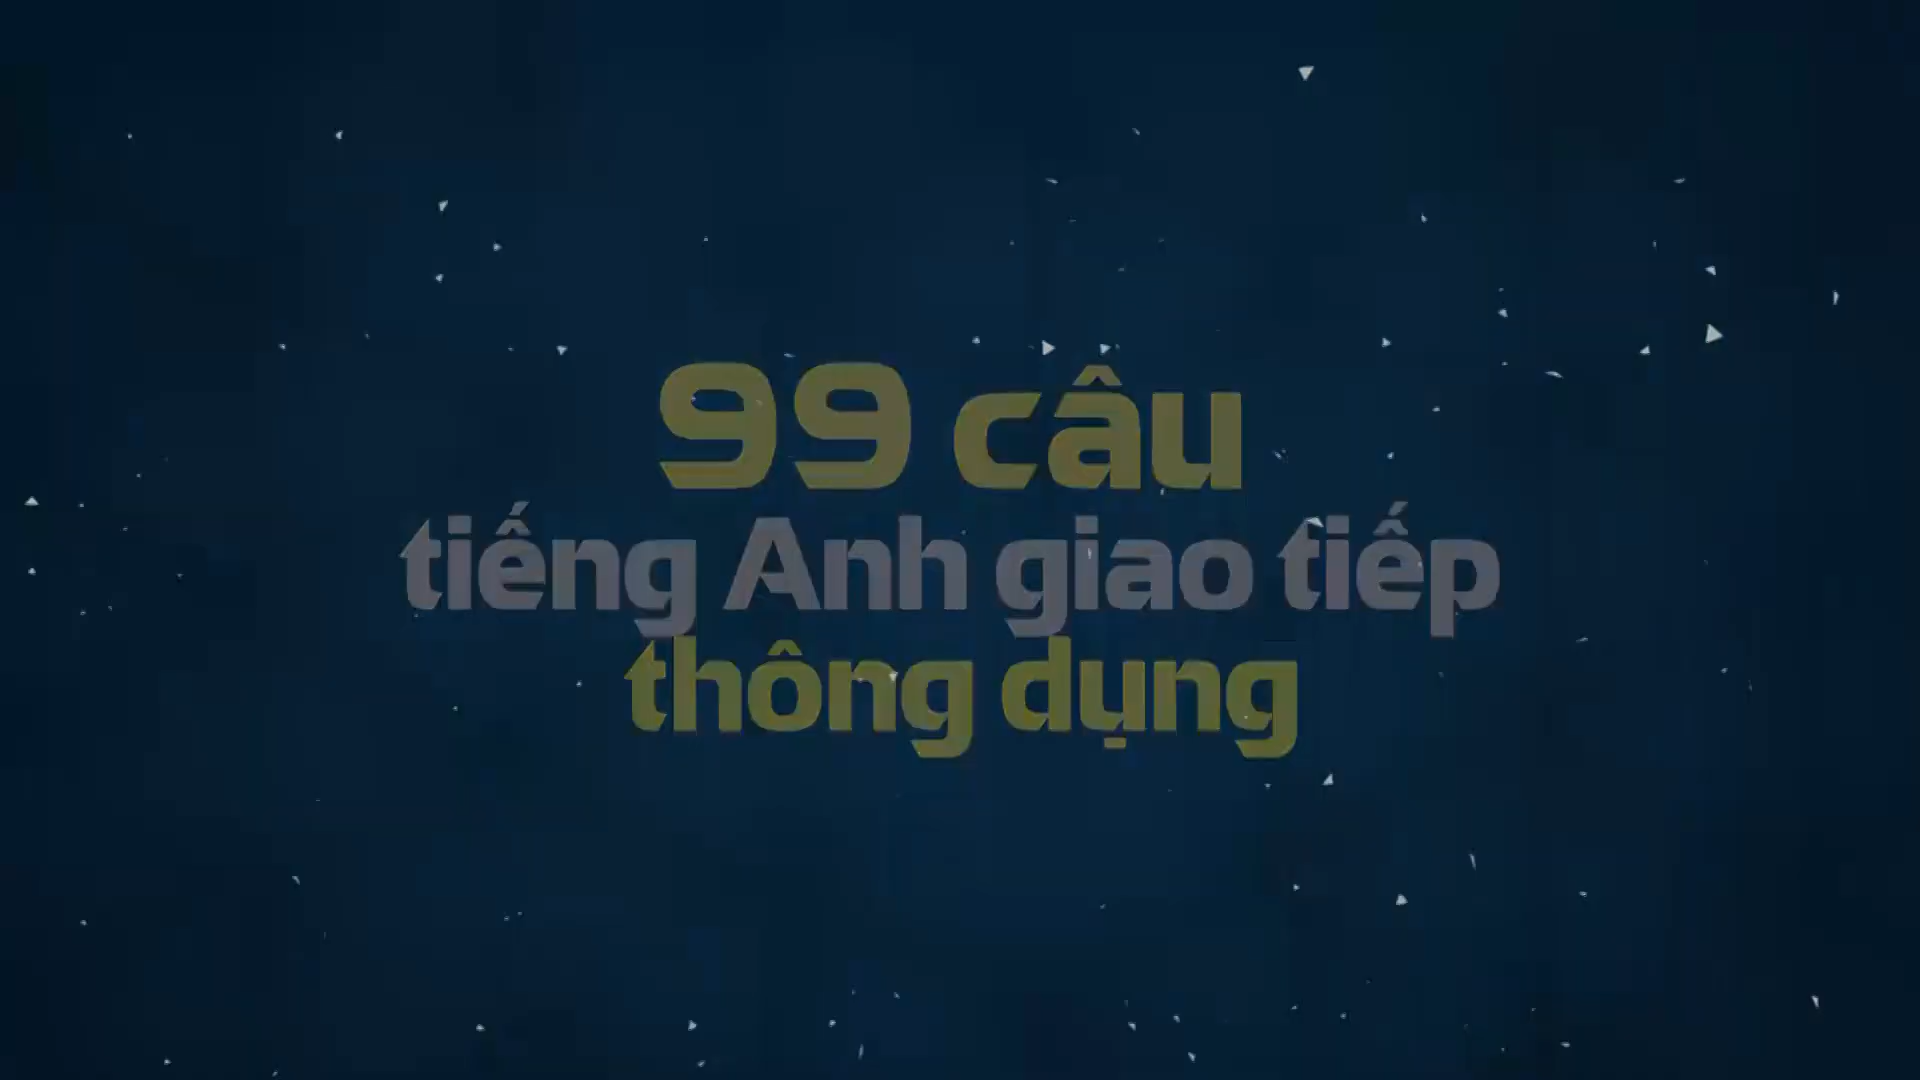 99 câu
tiếng Anh giao tiếp
thông dụng